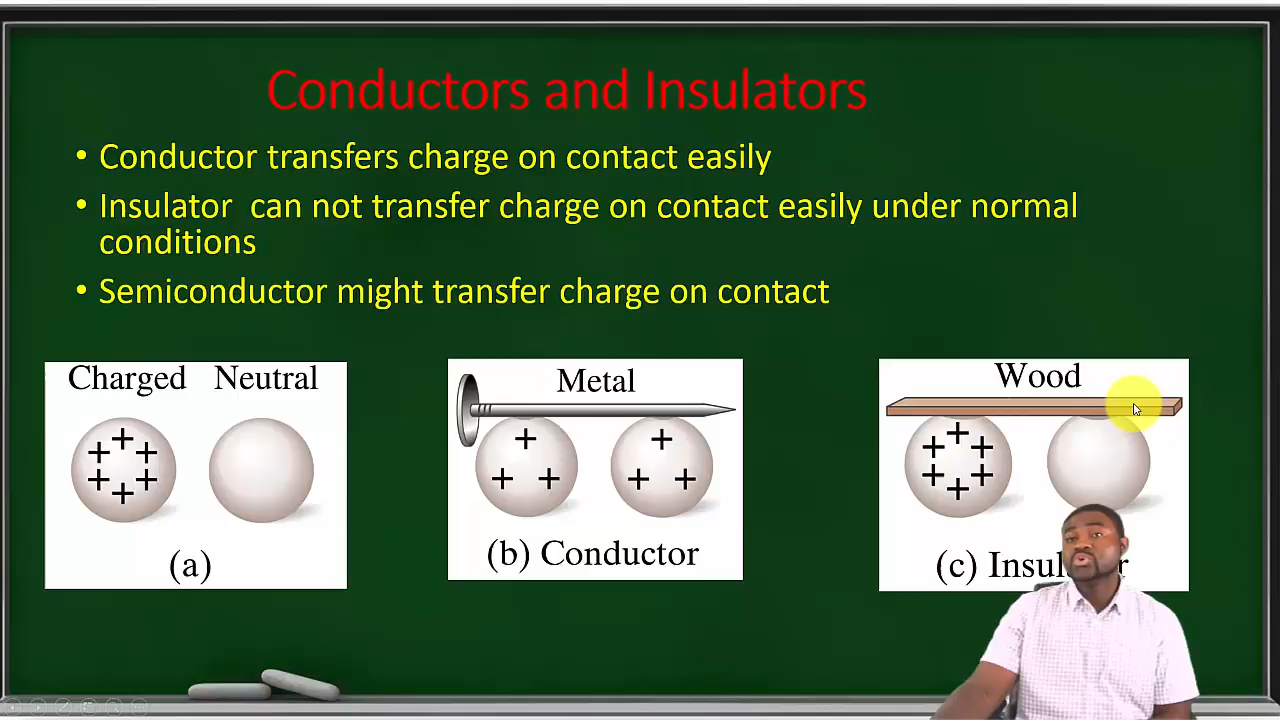 Conductors and Insulators
• Conductor transfers charge on contact easily
• Insulator can not transfer charge on contact easily under normal
conditions
• Semiconductor might transfer charge on contact
Charged Neutral
+ + + + + +
(a)
Metal
+ + + + + +
(b) Conductor
Wood
+ + + + + +
(c)